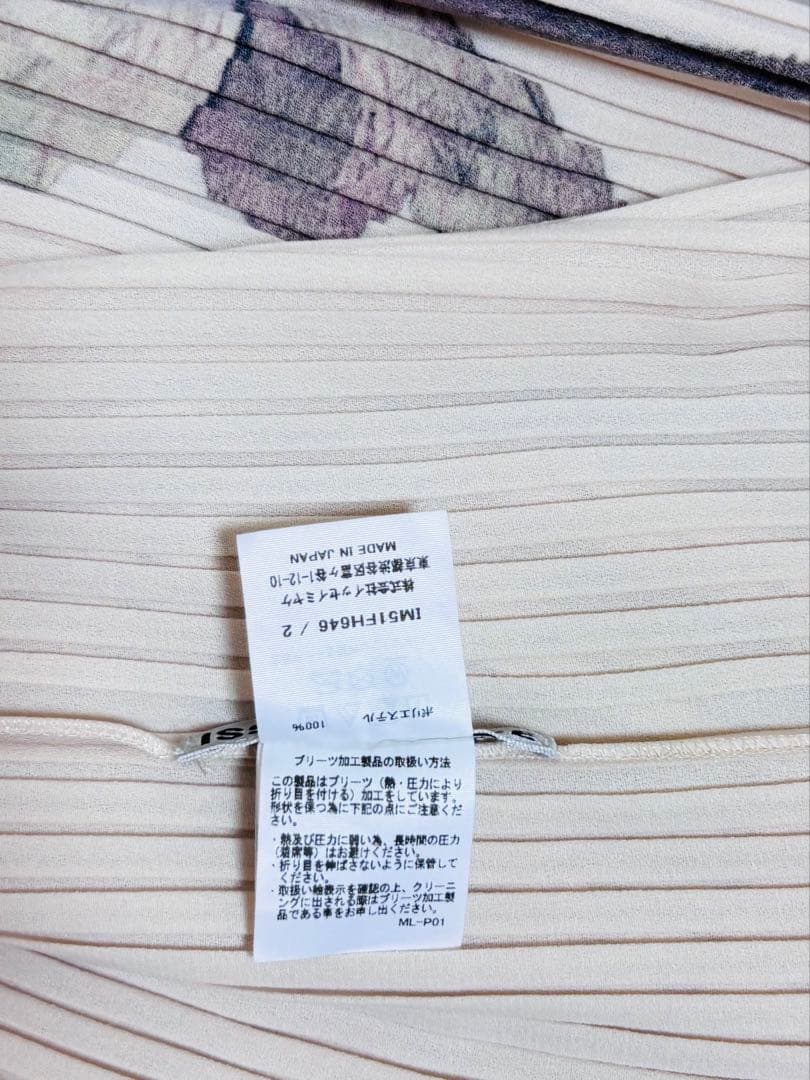 MADE IN JAPAN
東京都渋谷区富ヶ谷1-12-10
株式会社イッセイミヤケ
IM51FH646 / 2
ポリエステル 100%
SSI
プリーツ加工製品の取扱い方法
この製品はプリーツ（熱・圧力により
折り目を付ける）加工をしています。
形状を保つ為に下記の点にご注意くだ
さい。
・熱及び圧力に弱い為、長時間の圧力
（着席等）はお避けください。
・折り目を伸ばさないように保管して
ください。
・取扱い絵表示を確認の上、クリーニ
ングに出される際はプリーツ加工製
品である事をお申し出ください。
ML-P01